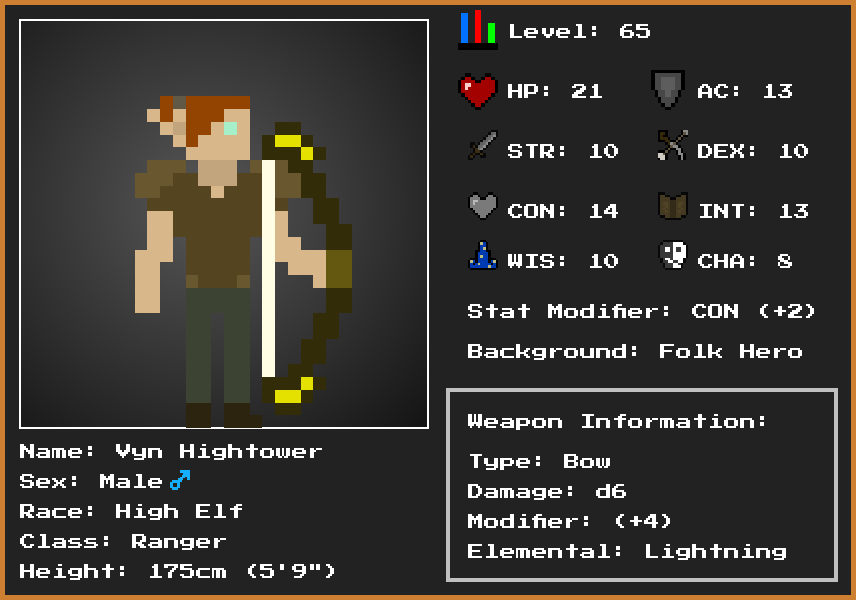 Level: 65
HP: 21 AC: 13
STR: 10 DEX: 10
CON: 14 INT: 13
WIS: 10 CHA: 8
Stat Modifier: CON (+2)
Background: Folk Hero
Weapon Information:
Type: Bow
Damage: d6
Modifier: (+4)
Elemental: Lightning
Name: Vyn Hightower
Sex: Male ♂
Race: High Elf
Class: Ranger
Height: 175cm (5'9")